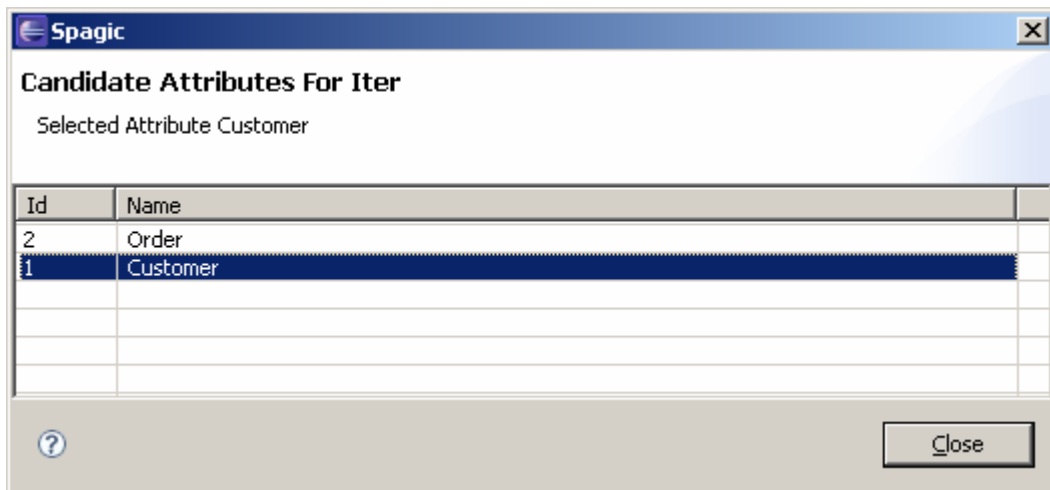 Spagic
Candidate Attributes For Iter
Selected Attribute Customer
Id Name
2 Order
1 Customer
Close